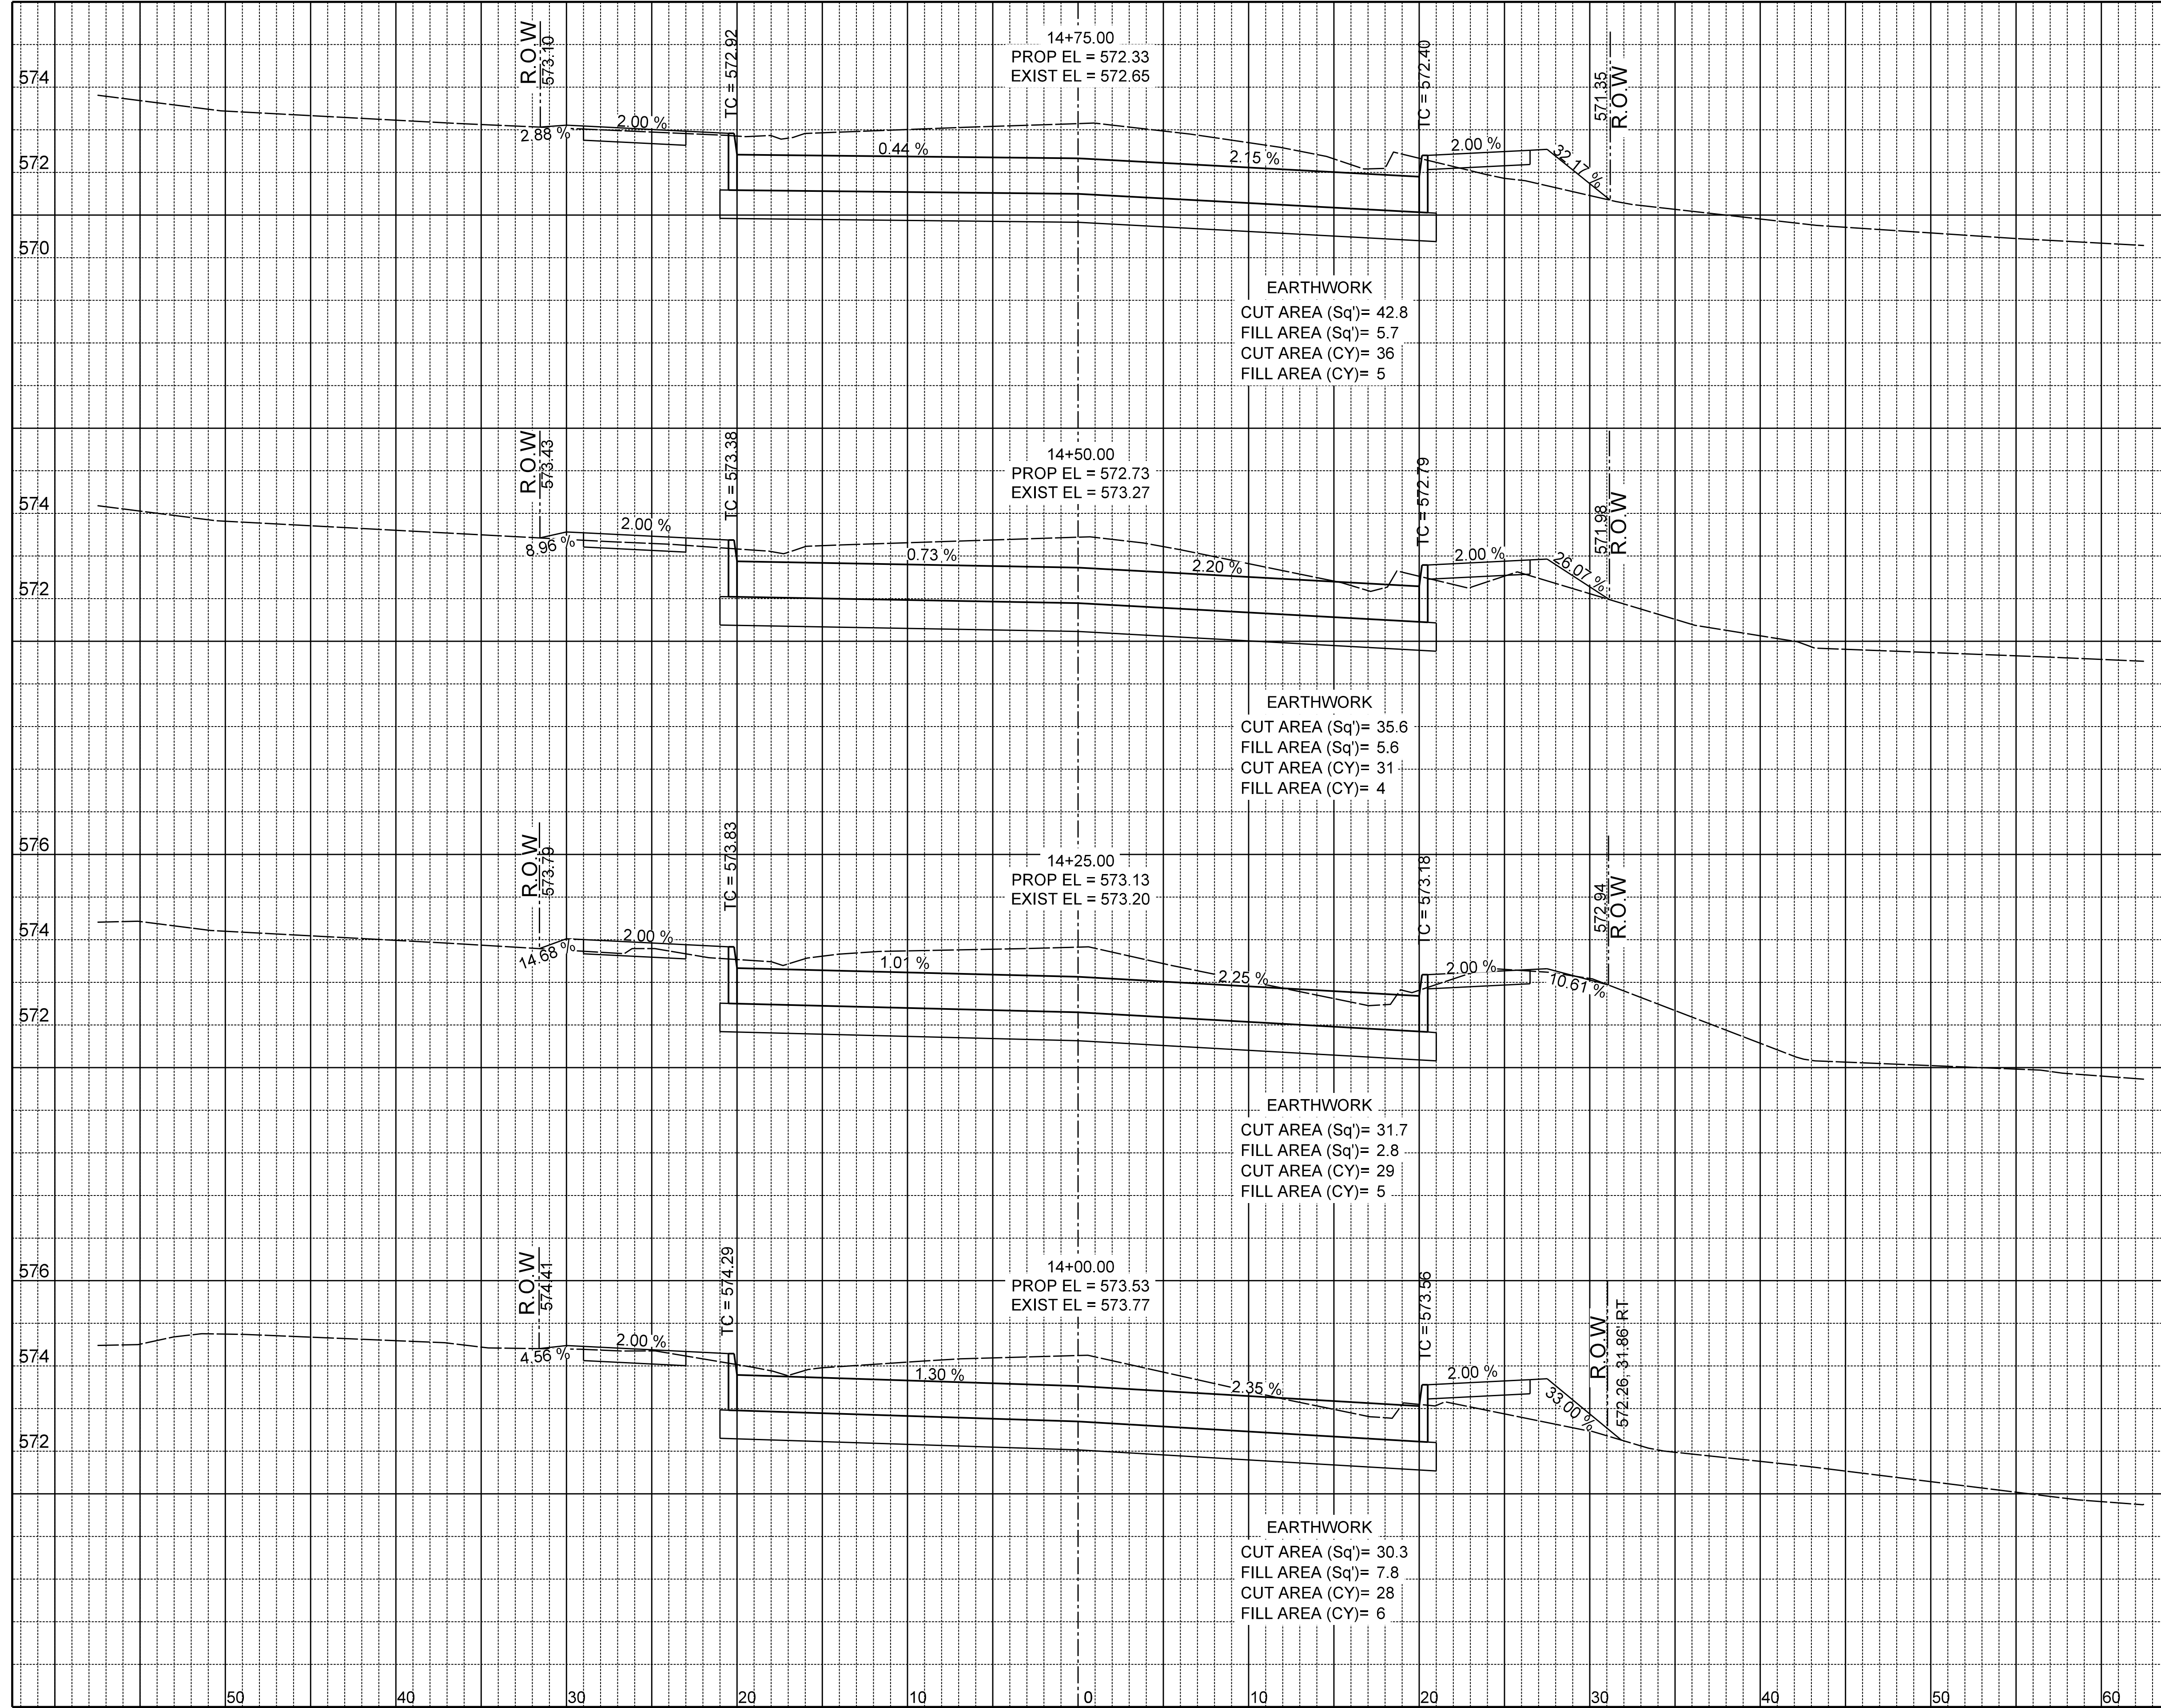 R.O.W
573.10
TC = 572.92
14+75.00
PROP EL = 572.33
EXIST EL = 572.65
TC = 572.40
571.35
R.O.W
574
2.88 %
2.00 %
0.44 %
2.15 %
2.00 %
32.17 %
572
570
EARTHWORK
CUT AREA (Sq')= 42.8
FILL AREA (Sq')= 5.7
CUT AREA (CY)= 36
FILL AREA (CY)= 5
R.O.W
573.43
TC = 573.38
14+50.00
PROP EL = 572.73
EXIST EL = 573.27
TC = 572.79
571.98
R.O.W
574
8.96 %
2.00 %
0.73 %
2.20 %
2.00 %
26.07 %
572
EARTHWORK
CUT AREA (Sq')= 35.6
FILL AREA (Sq')= 5.6
CUT AREA (CY)= 31
FILL AREA (CY)= 4
576
R.O.W
573.79
TC = 573.83
14+25.00
PROP EL = 573.13
EXIST EL = 573.20
TC = 573.18
572.94
R.O.W
574
14.68 %
2.00 %
1.01 %
2.25 %
2.00 %
10.61 %
572
EARTHWORK
CUT AREA (Sq')= 31.7
FILL AREA (Sq')= 2.8
CUT AREA (CY)= 29
FILL AREA (CY)= 5
576
R.O.W
574.41
TC = 574.29
14+00.00
PROP EL = 573.53
EXIST EL = 573.77
TC = 573.56
R.O.W
572.26, 31.86' RT
574
4.56 %
2.00 %
1.30 %
2.35 %
2.00 %
33.00 %
572
EARTHWORK
CUT AREA (Sq')= 30.3
FILL AREA (Sq')= 7.8
CUT AREA (CY)= 28
FILL AREA (CY)= 6
50 40 30 20 10 0 10 20 30 40 50 60